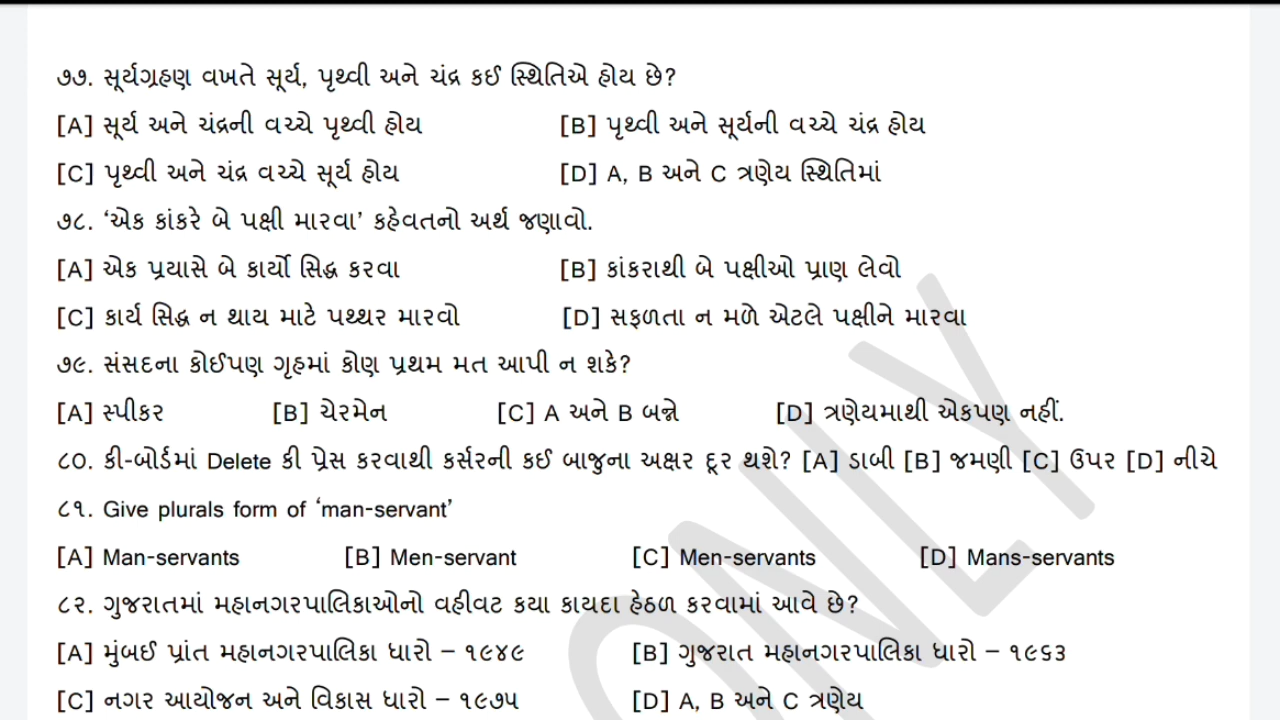 ૭૭. સૂર્યગ્રહણ વખતે સૂર્ય, પૃથ્વી અને ચંદ્ર કઈ સ્થિતિએ હોય છે?
[A] સૂર્ય અને ચંદ્રની વચ્ચે પૃથ્વી હોય [B] પૃથ્વી અને સૂર્યની વચ્ચે ચંદ્ર હોય
[C] પૃથ્વી અને ચંદ્ર વચ્ચે સૂર્ય હોય [D] A, B અને C ત્રણેય સ્થિતિમાં
૭૮. ‘એક કાંકરે બે પક્ષી મારવા’ કહેવતનો અર્થ જણાવો.
[A] એક પ્રયાસે બે કાર્યો સિદ્ધ કરવા [B] કાંકરાથી બે પક્ષીઓ પ્રાણ લેવો
[C] કાર્ય સિદ્ધ ન થાય માટે પથ્થર મારવો [D] સફળતા ન મળે એટલે પક્ષીને મારવા
૭૯. સંસદના કોઈપણ ગૃહમાં કોણ પ્રથમ મત આપી ન શકે?
[A] સ્પીકર [B] ચેરમેન [C] A અને B બન્ને [D] ત્રણેયમાથી એકપણ નહીં.
૮૦. કી-બોર્ડમાં Delete કી પ્રેસ કરવાથી કર્સરની કઈ બાજુના અક્ષર દૂર થશે? [A] ડાબી [B] જમણી [C] ઉપર [D] નીચે
૮૧. Give plurals form of ‘man-servant’
[A] Man-servants [B] Men-servant [C] Men-servants [D] Mans-servants
૮૨. ગુજરાતમાં મહાનગરપાલિકાઓનો વહીવટ કયા કાયદા હેઠળ કરવામાં આવે છે?
[A] મુંબઈ પ્રાંત મહાનગરપાલિકા ધારો – ૧૯૪૯ [B] ગુજરાત મહાનગરપાલિકા ધારો – ૧૯૬૩
[C] નગર આયોજન અને વિકાસ ધારો – ૧૯૭૫ [D] A, B અને C ત્રણેય
ONLY